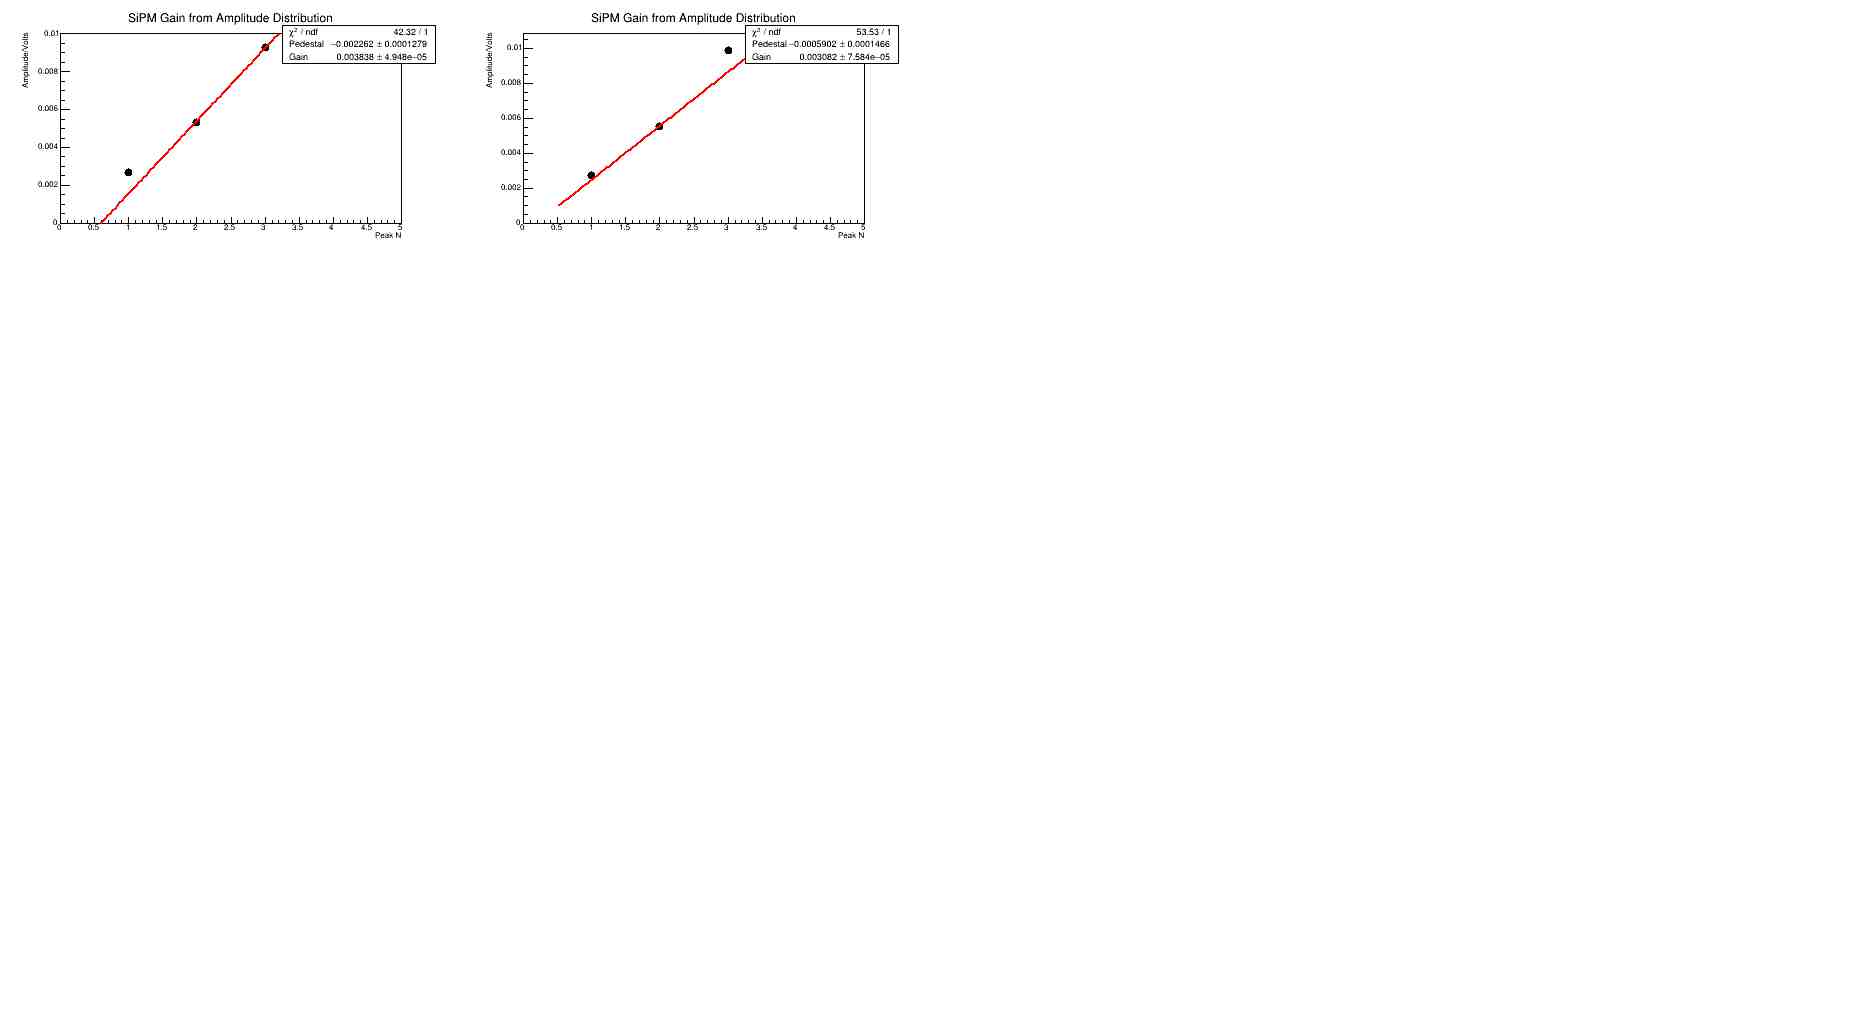 SiPM Gain from Amplitude Distribution
χ² / ndf 42.32 / 1
Pedestal −0.002262 ± 0.0001279
Gain 0.003838 ± 4.948e−05
Amplitude/Volts
0.01
0.008
0.006
0.004
0.002
0
0 0.5 1 1.5 2 2.5 3 3.5 4 4.5 5
Peak N
SiPM Gain from Amplitude Distribution
χ² / ndf 53.53 / 1
Pedestal −0.0005902 ± 0.0001466
Gain 0.003082 ± 7.584e−05
Amplitude/Volts
0.01
0.008
0.006
0.004
0.002
0
0 0.5 1 1.5 2 2.5 3 3.5 4 4.5 5
Peak N